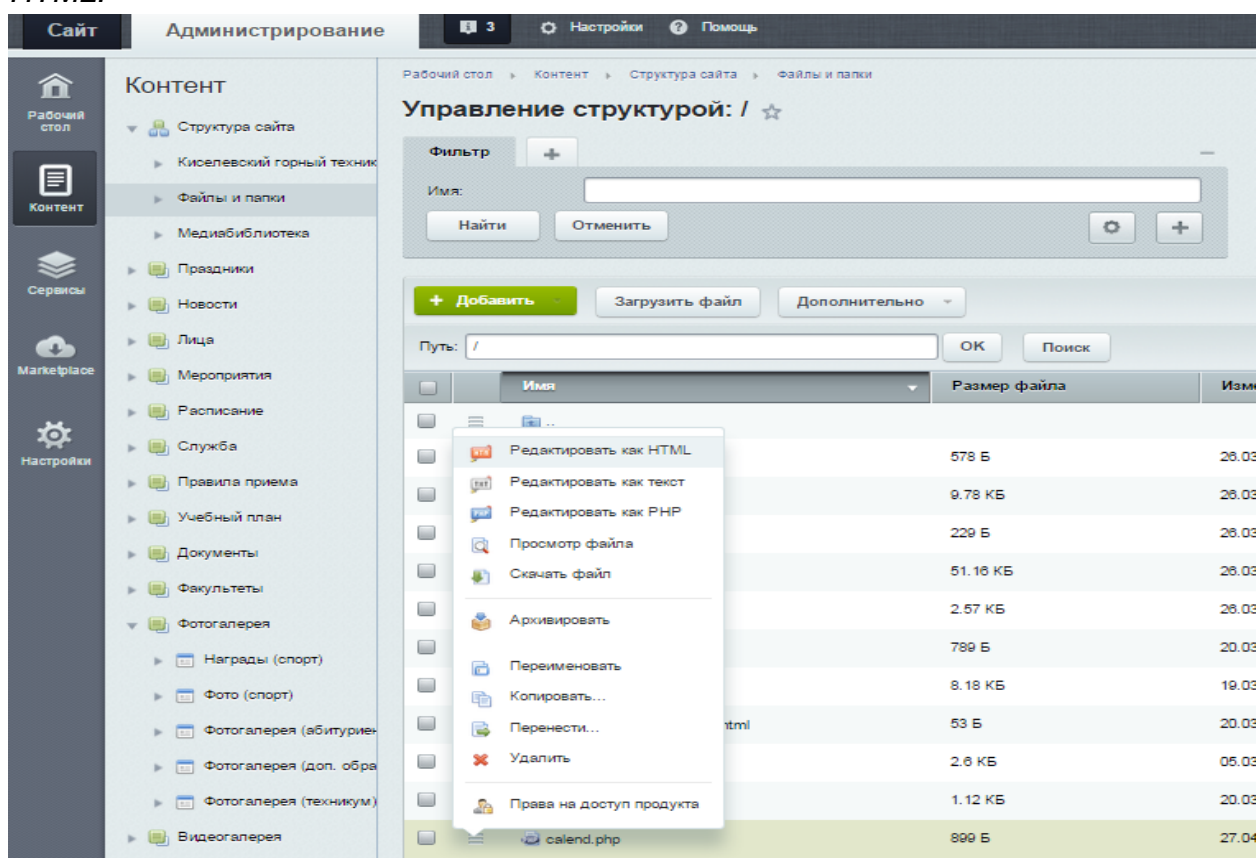 HTML.
Сайт
Администрирование
3
Настройки
Помощь
Рабочий стол
Контент
Сервисы
Marketplace
Настройки
Контент
Структура сайта
Киселевский горный техник
Файлы и папки
Медиабиблиотека
Праздники
Новости
Лица
Мероприятия
Расписание
Служба
Правила приема
Учебный план
Документы
Факультеты
Фотогалерея
Награды (спорт)
Фото (спорт)
Фотогалерея (абитуриен
Фотогалерея (доп. обра
Фотогалерея (техникум)
Видеогалерея
Рабочий стол Контент Структура сайта Файлы и папки
Управление структурой: /
Фильтр
Имя:
Найти Отменить
+ Добавить Загрузить файл Дополнительно
Путь: / ОК Поиск
Имя Размер файла Изме
..
Редактировать как HTML
Редактировать как текст
Редактировать как PHP
Просмотр файла
Скачать файл
Архивировать
Переименовать
Копировать...
Перенести...
Удалить
Права на доступ продукта
578 Б 26.03
9.78 КБ 26.03
229 Б 26.03
51.16 КБ 26.03
2.57 КБ 26.03
789 Б 20.03
8.18 КБ 19.03
html 53 Б 20.03
2.6 КБ 05.03
1.12 КБ 20.03
calend.php 899 Б 27.04